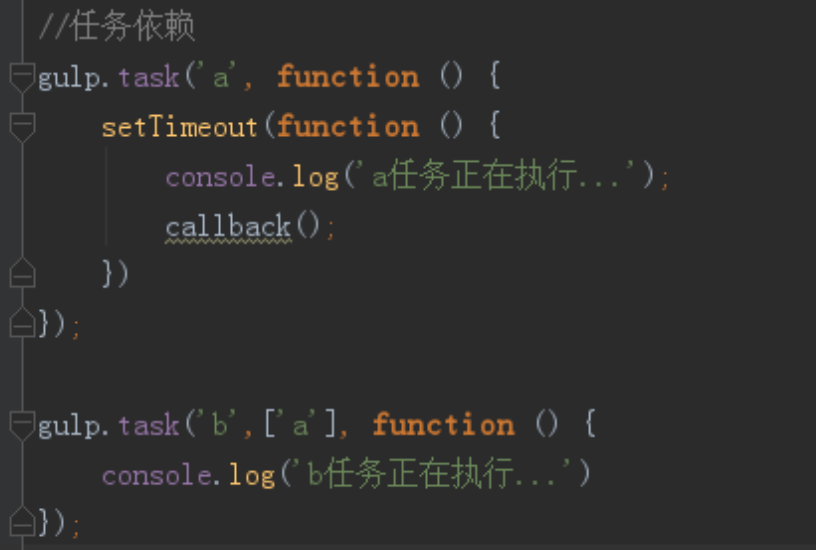 //任务依赖
gulp.task('a', function () {
    setTimeout(function () {
        console.log('a任务正在执行...');
        callback();
    })
});

gulp.task('b',['a'], function () {
    console.log('b任务正在执行...')
});